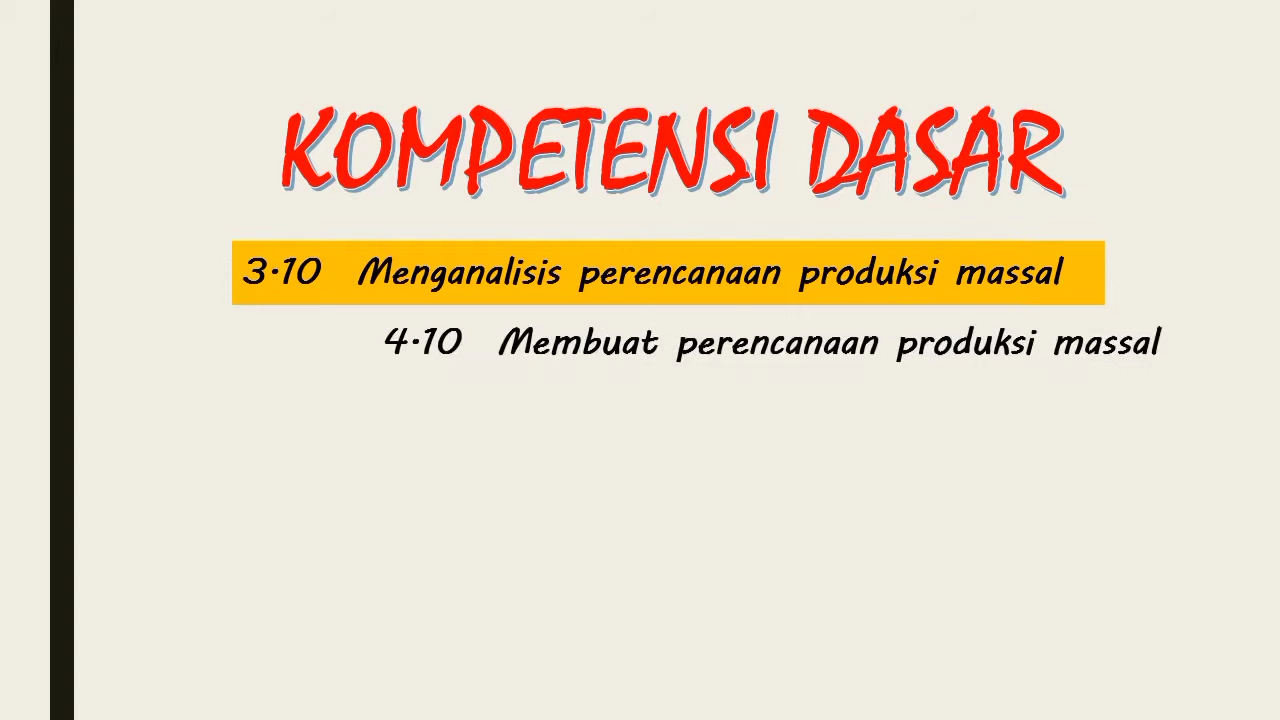 KOMPETENSI DASAR
3.10 Menganalisis perencanaan produksi massal
4.10 Membuat perencanaan produksi massal